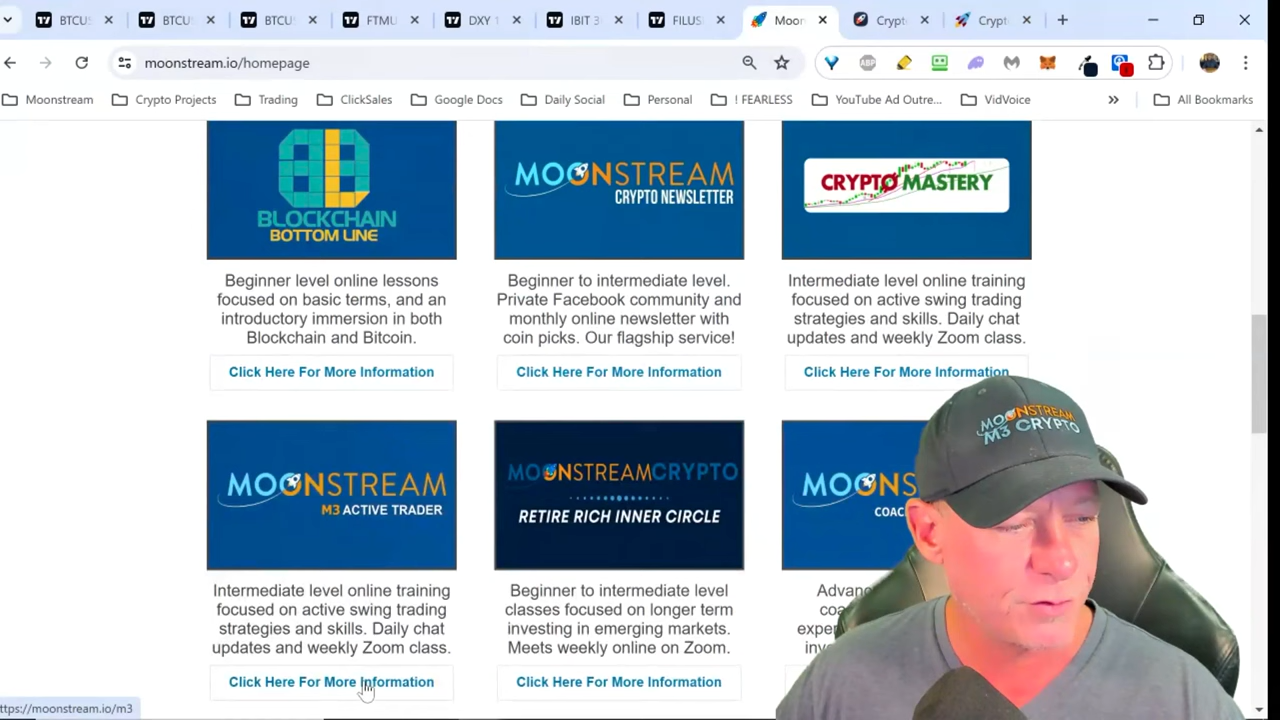 BTCUS
BTCUS
BTCUS
FTMU
DXY 1
IBIT 3
FILUS
Moon
Crypt
Crypt
moonstream.io/homepage
ABP
Moonstream
Crypto Projects
Trading
ClickSales
Google Docs
Daily Social
Personal
! FEARLESS
YouTube Ad Outre...
VidVoice
All Bookmarks
BLOCKCHAIN
BOTTOM LINE
MOONSTREAM
CRYPTO NEWSLETTER
CRYPTO MASTERY
Beginner level online lessons
focused on basic terms, and an
introductory immersion in both
Blockchain and Bitcoin.
Beginner to intermediate level.
Private Facebook community and
monthly online newsletter with
coin picks. Our flagship service!
Intermediate level online training
focused on active swing trading
strategies and skills. Daily chat
updates and weekly Zoom class.
Click Here For More Information
Click Here For More Information
Click Here For More Information
MOONSTREAM
M3 ACTIVE TRADER
MOONSTREAMCRYPTO
RETIRE RICH INNER CIRCLE
MOONS
COAC
MOONSTREAM
M3 CRYPTO
Intermediate level online training
focused on active swing trading
strategies and skills. Daily chat
updates and weekly Zoom class.
Beginner to intermediate level
classes focused on longer term
investing in emerging markets.
Meets weekly online on Zoom.
Advan
coa
exper
inv
Click Here For More Information
Click Here For More Information
ttps://moonstream.io/m3